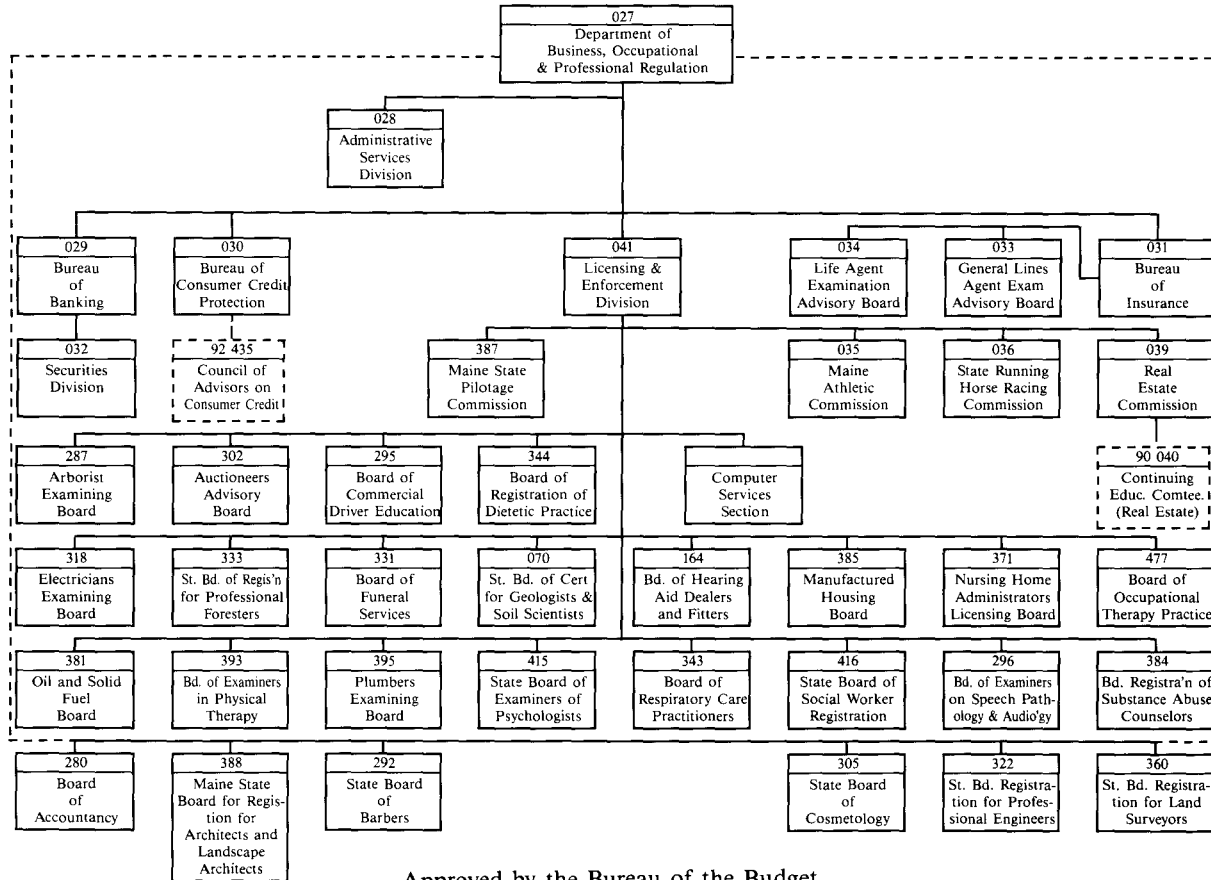 027
Department of
Business, Occupational
& Professional Regulation
028
Administrative
Services
Division
029
Bureau
of
Banking
030
Bureau of
Consumer Credit
Protection
041
Licensing &
Enforcement
Division
034
Life Agent
Examination
Advisory Board
033
General Lines
Agent Exam
Advisory Board
031
Bureau
of
Insurance
032
Securities
Division
92 435
Council of
Advisors on
Consumer Credit
387
Maine State
Pilotage
Commission
035
Maine
Athletic
Commission
036
State Running
Horse Racing
Commission
039
Real
Estate
Commission
287
Arborist
Examining
Board
302
Auctioneers
Advisory
Board
295
Board of
Commercial
Driver Education
344
Board of
Registration of
Dietetic Practice
Computer
Services
Section
90 040
Continuing
Educ. Comtee.
(Real Estate)
318
Electricians
Examining
Board
333
St. Bd. of Regis'n
for Professional
Foresters
331
Board of
Funeral
Services
070
St. Bd. of Cert
for Geologists &
Soil Scientists
164
Bd. of Hearing
Aid Dealers
and Fitters
385
Manufactured
Housing
Board
371
Nursing Home
Administrators
Licensing Board
477
Board of
Occupational
Therapy Practice
381
Oil and Solid
Fuel
Board
393
Bd. of Examiners
in Physical
Therapy
395
Plumbers
Examining
Board
415
State Board of
Examiners of
Psychologists
343
Board of
Respiratory Care
Practitioners
416
State Board of
Social Worker
Registration
296
Bd. of Examiners
on Speech Path-
ology & Audio'gy
384
Bd. Registra'n of
Substance Abuse
Counselors
280
Board
of
Accountancy
388
Maine State
Board for Regis-
tion for
Architects and
Landscape
Architects
292
State Board
of
Barbers
305
State Board
of
Cosmetology
322
St. Bd. Registra-
tion for Profes-
sional Engineers
360
St. Bd. Registra-
tion for Land
Surveyors
Approved by the Bureau of the Budget